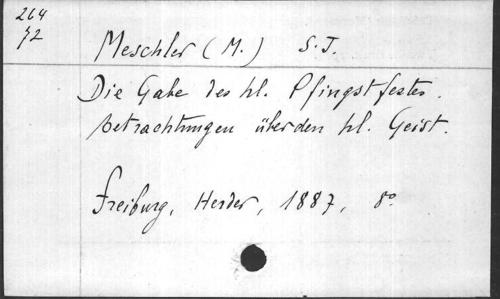 264
72
Meschler (M.) S.J.
Die Gabe des hl. Pfingstfestes.
Betrachtungen über den hl. Geist.
Freiburg, Herder, 1887, 8°